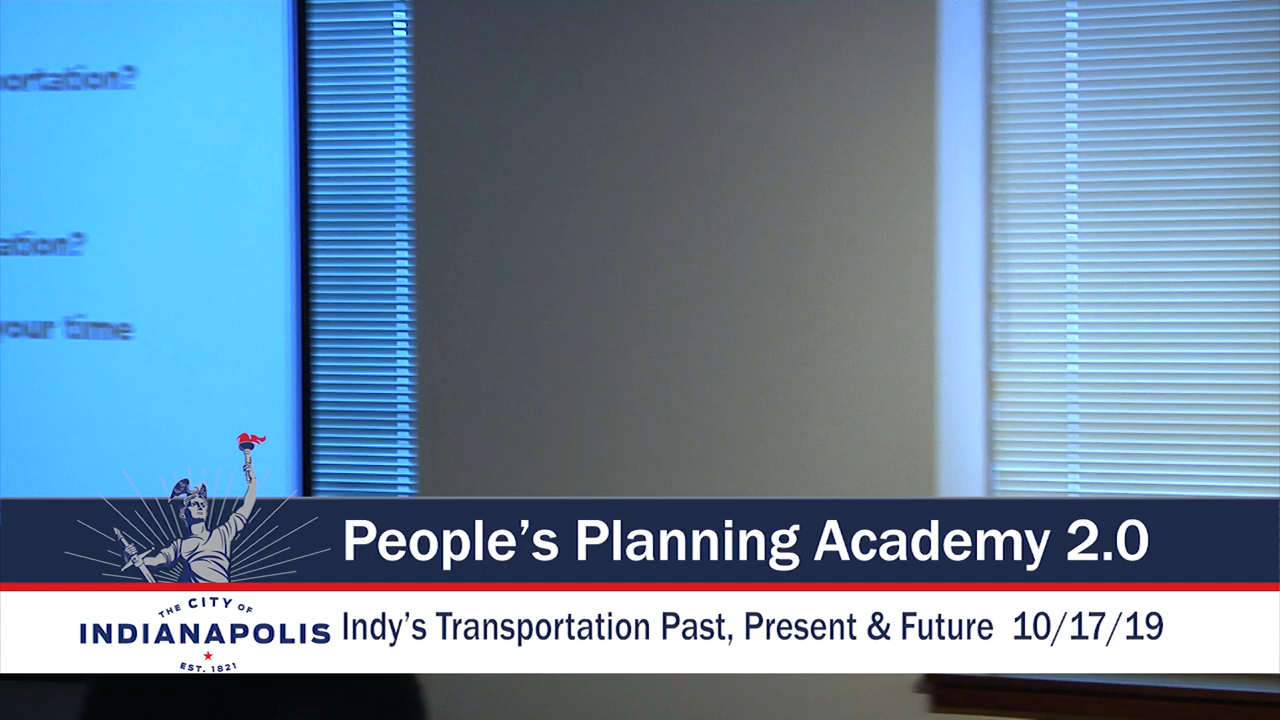 ation?
your time
People's Planning Academy 2.0
THE CITY OF
INDIANAPOLIS
EST. 1821
Indy's Transportation Past, Present & Future 10/17/19